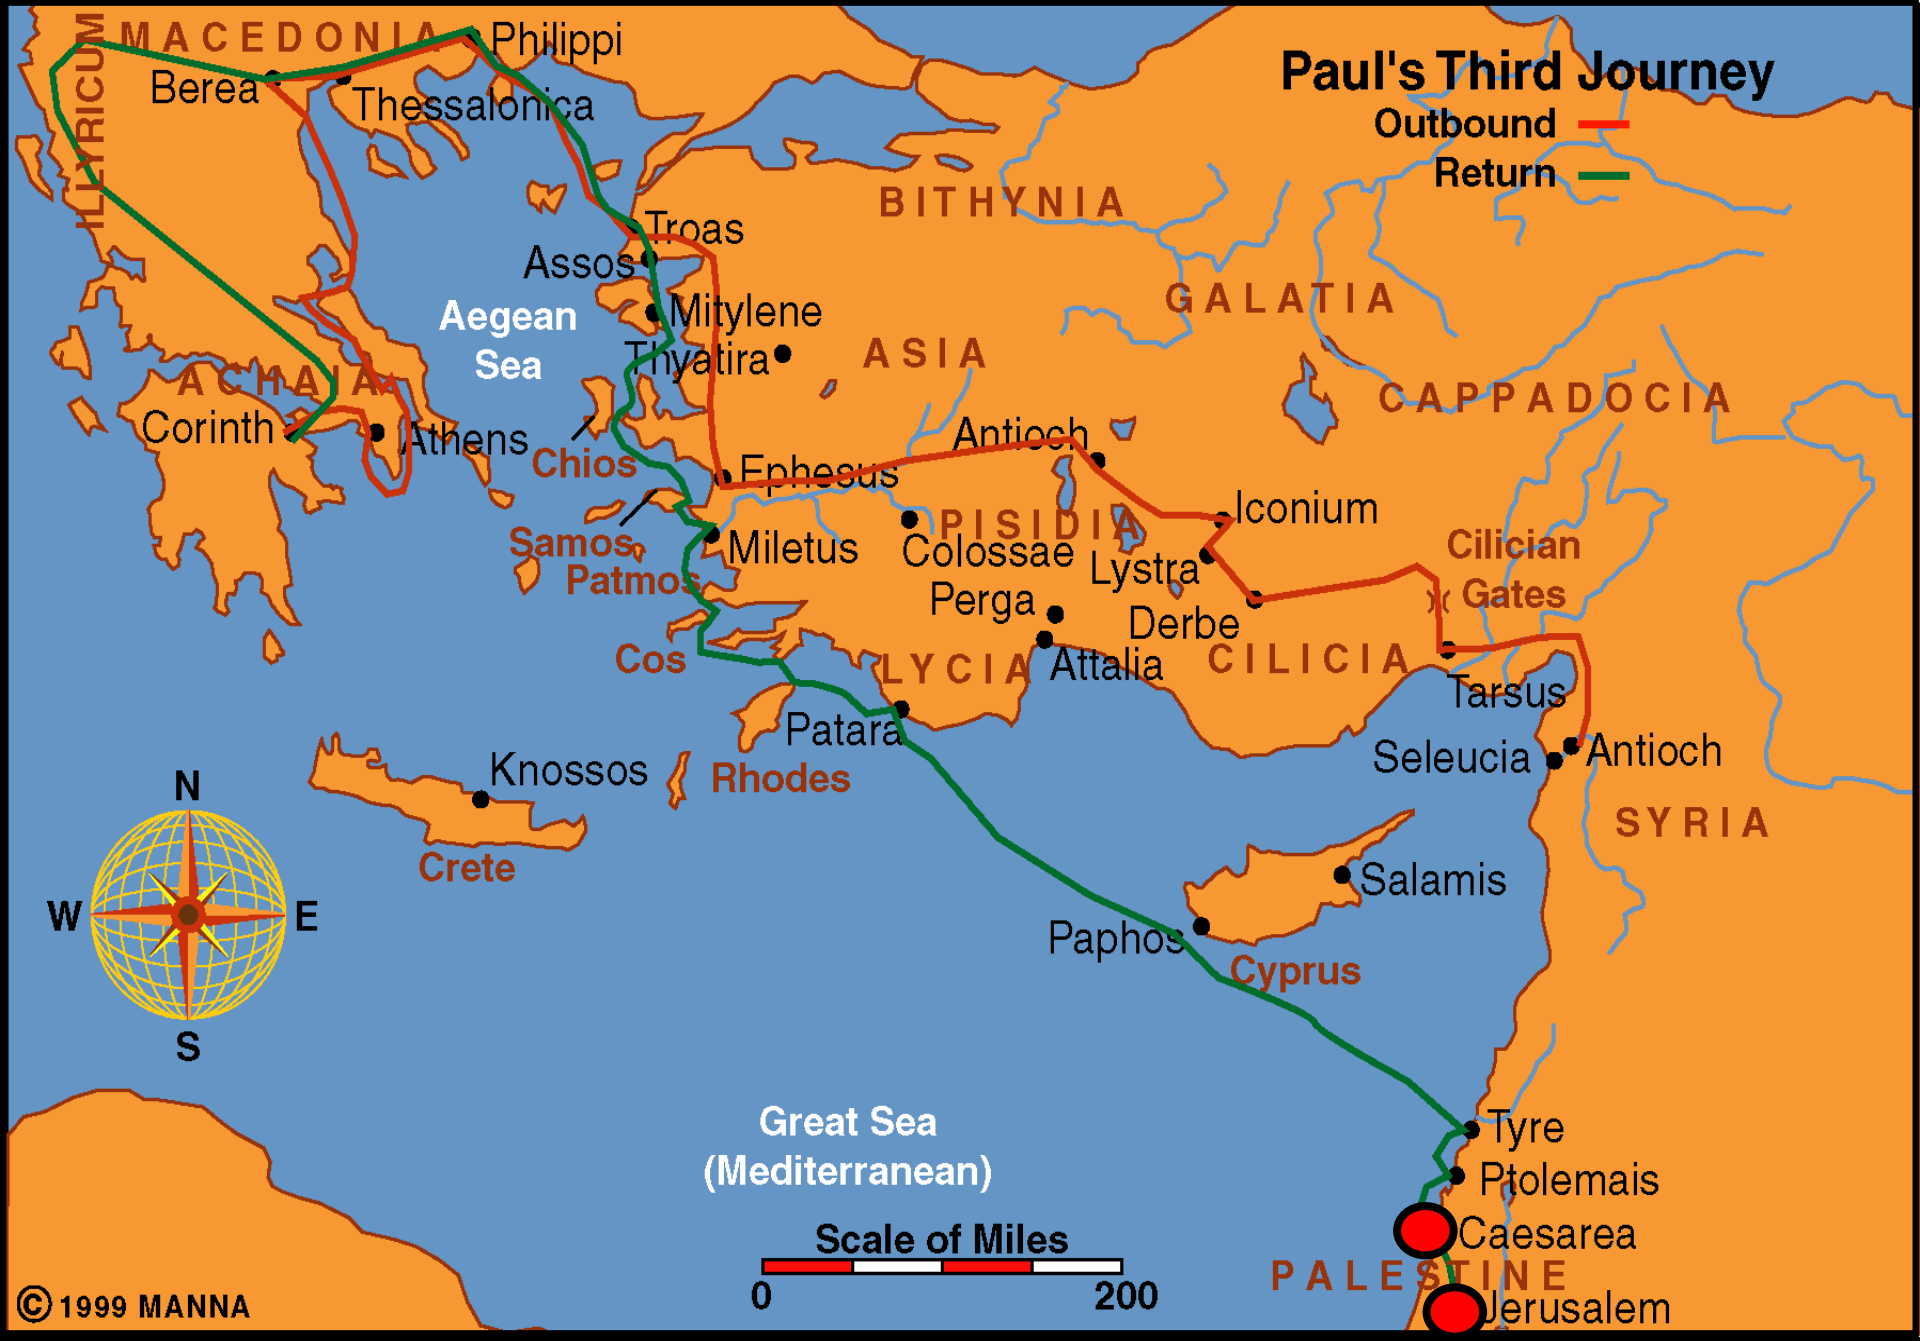 Paul's Third Journey
Outbound
Return
MACEDONIA
Philippi
Berea
Thessalonica
ILLYRICUM
BITHYNIA
Troas
Assos
GALATIA
Aegean
Sea
Mitylene
Thyatira
ASIA
ACHAIA
CAPPADOCIA
Corinth
Athens
Chios
Antioch
Ephesus
Iconium
PISIDIA
Samos
Patmos
Miletus
Colossae
Lystra
Cilician
Gates
Perga
Derbe
Cos
LYCIA
Attalia
CILICIA
Tarsus
Patara
Seleucia
Antioch
Knossos
Rhodes
SYRIA
Crete
N
W
E
S
Salamis
Paphos
Cyprus
Great Sea
(Mediterranean)
Tyre
Ptolemais
Caesarea
PALESTINE
Jerusalem
Scale of Miles
0
200
© 1999 MANNA